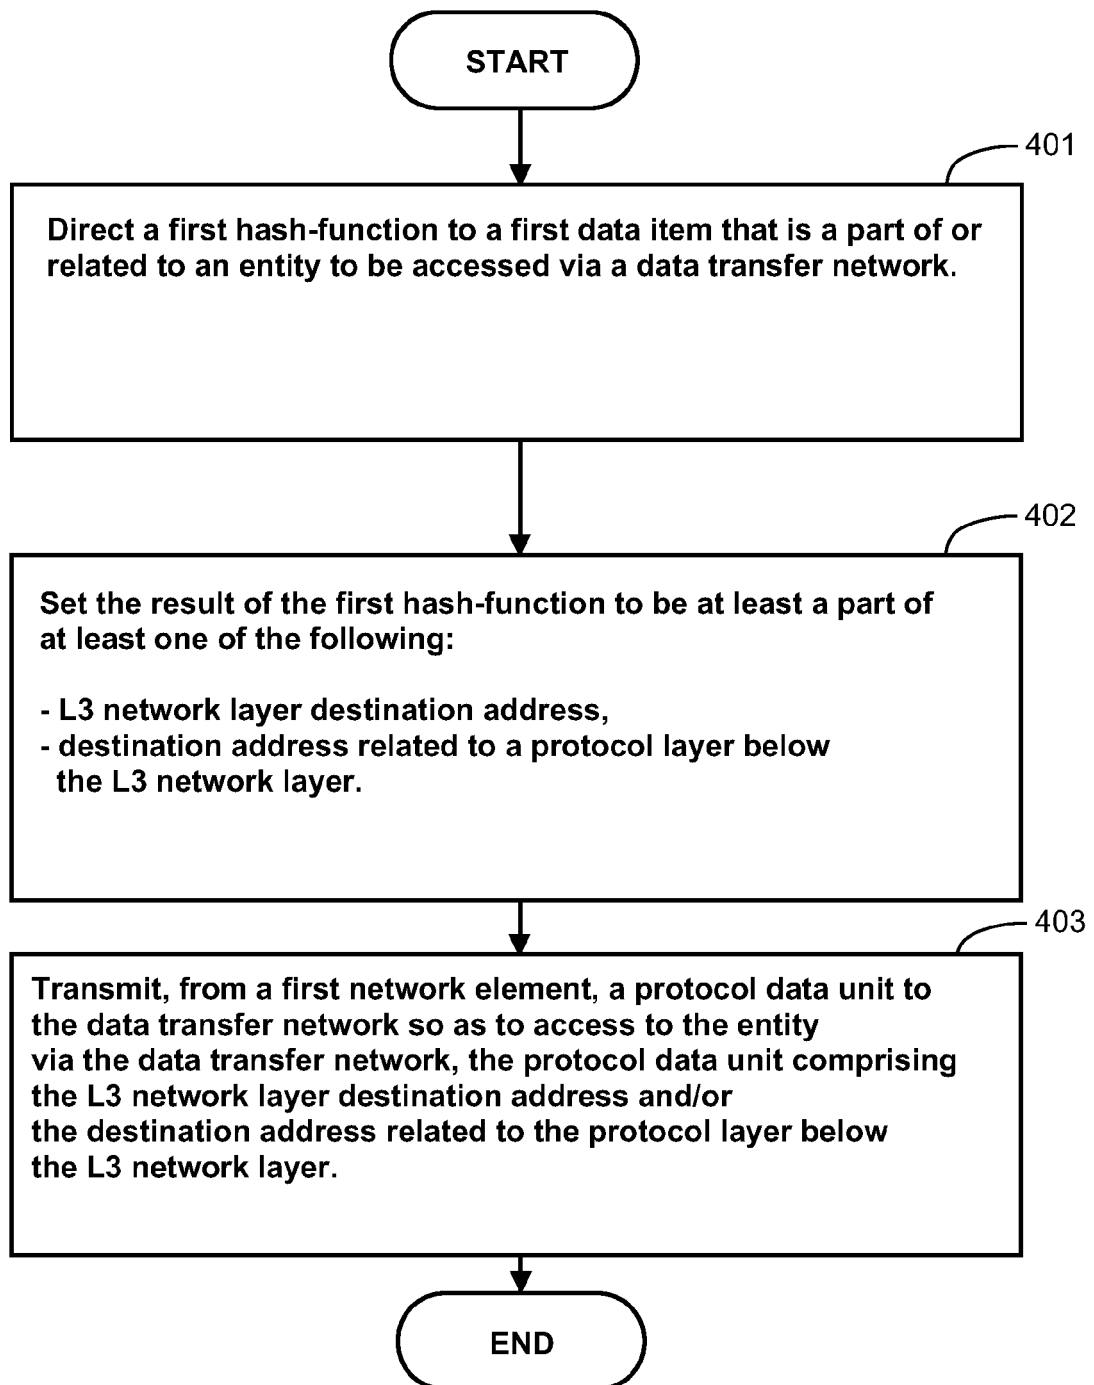 START
401
Direct a first hash-function to a first data item that is a part of or
related to an entity to be accessed via a data transfer network.
402
Set the result of the first hash-function to be at least a part of
at least one of the following:
- L3 network layer destination address,
- destination address related to a protocol layer below
the L3 network layer.
403
Transmit, from a first network element, a protocol data unit to
the data transfer network so as to access to the entity
via the data transfer network, the protocol data unit comprising
the L3 network layer destination address and/or
the destination address related to the protocol layer below
the L3 network layer.
END